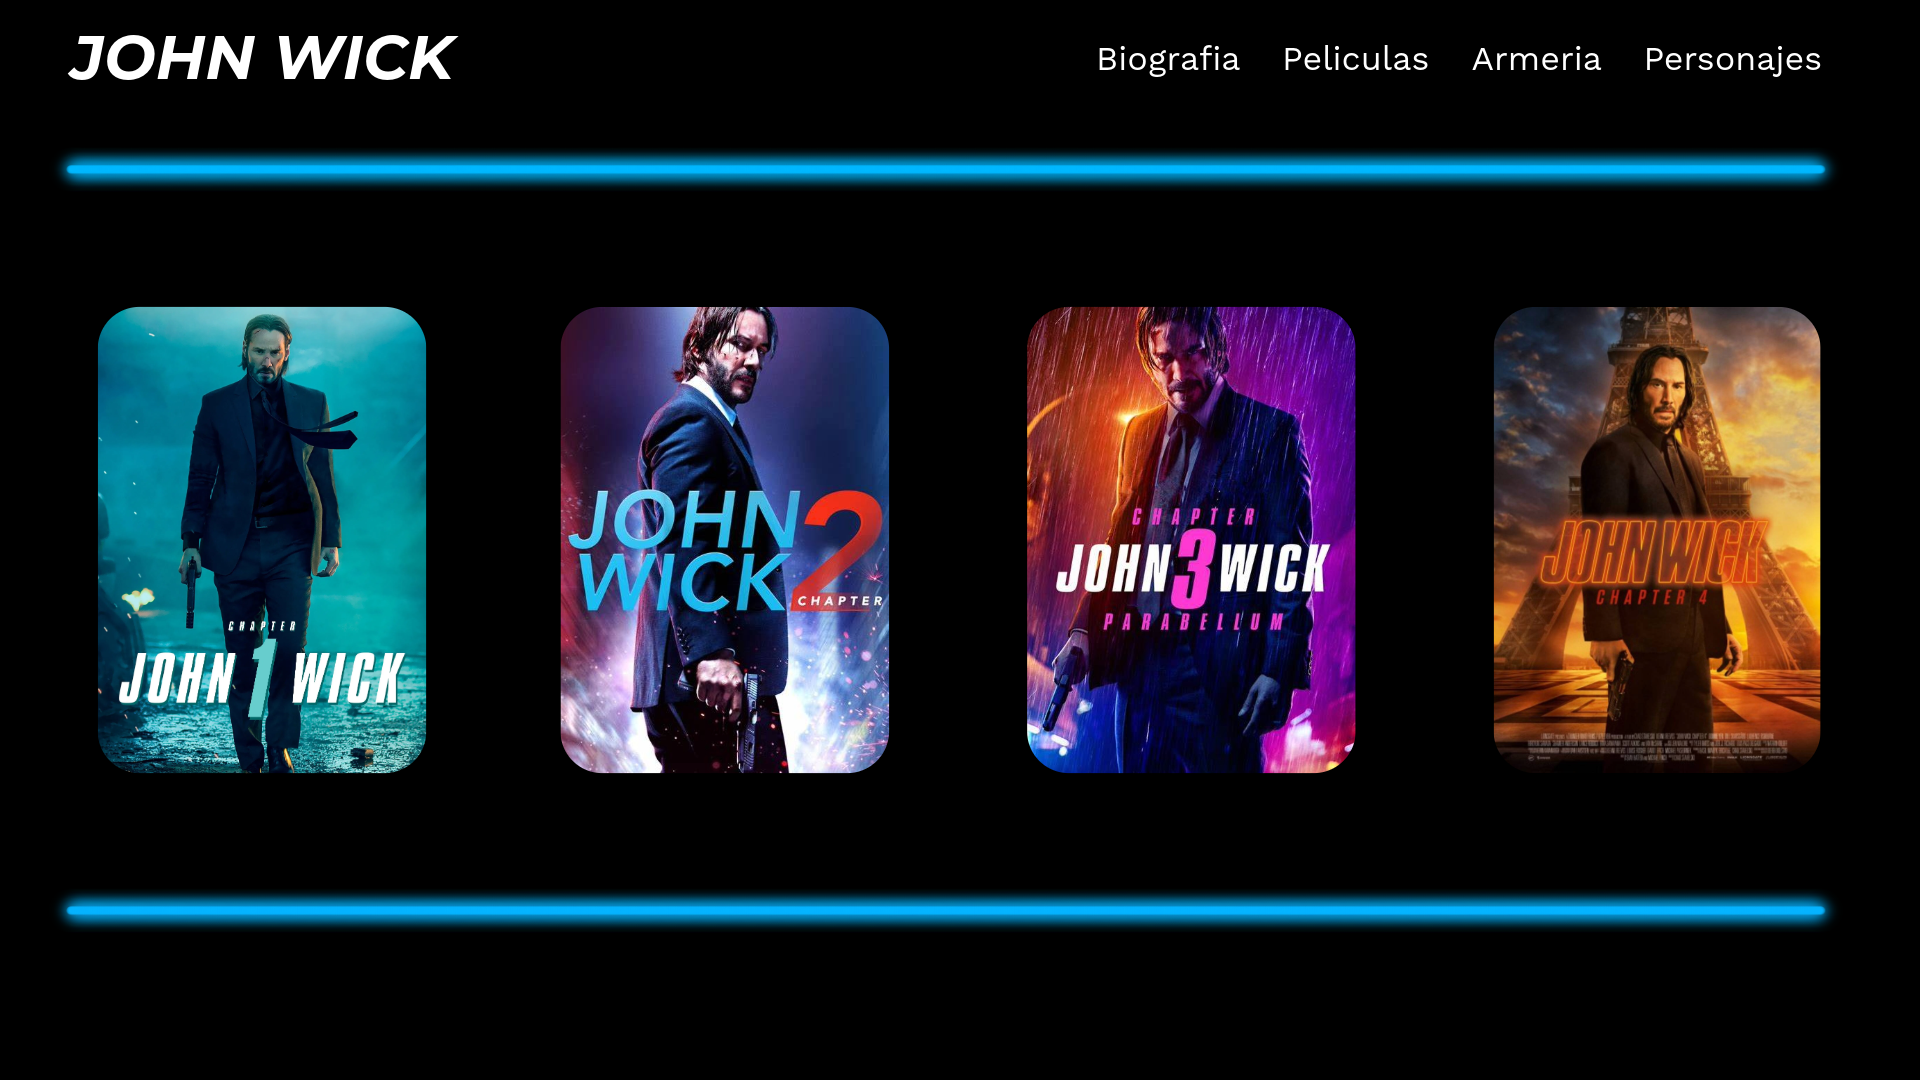 JOHN WICK
Biografia Peliculas Armeria Personajes
CHAPTER
JOHN 1 WICK
JOHN 2
WICK
CHAPTER
CHAPTER
JOHN 3 WICK
PARABELLUM
JOHN WICK
CHAPTER 4